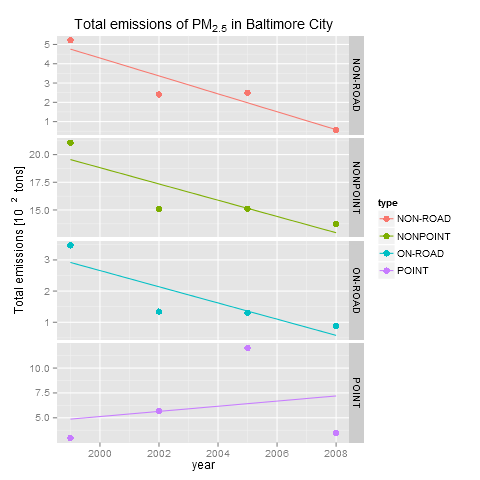 Total emissions of PM2.5 in Baltimore City
Total emissions [10 2 tons]
5
4
3
2
1
NON-ROAD
20.0
17.5
15.0
NONPOINT
3
2
1
ON-ROAD
10.0
7.5
5.0
POINT
2000 2002 2004 2006 2008
year
type
NON-ROAD
NONPOINT
ON-ROAD
POINT